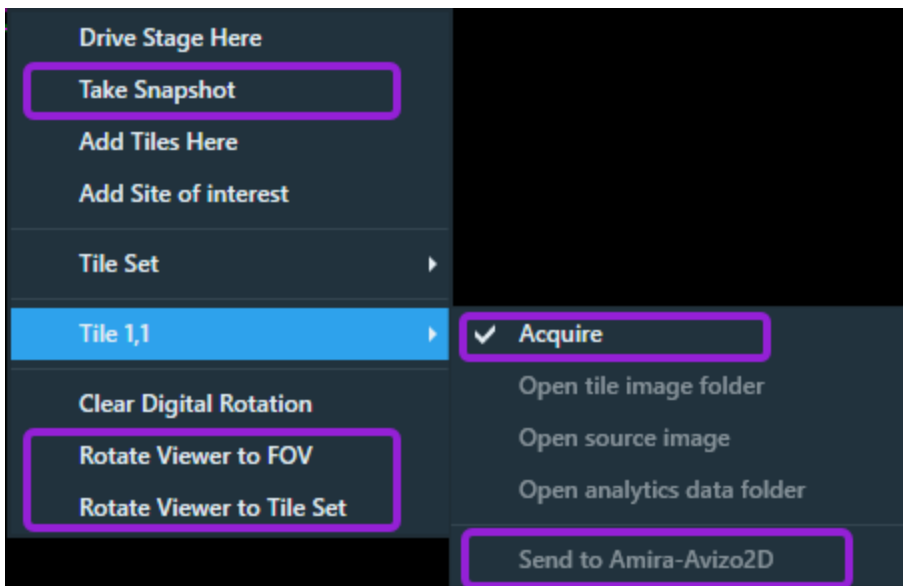 Drive Stage Here
Take Snapshot
Add Tiles Here
Add Site of interest
Tile Set
Tile 1,1
Clear Digital Rotation
Rotate Viewer to FOV
Rotate Viewer to Tile Set
Acquire
Open tile image folder
Open source image
Open analytics data folder
Send to Amira-Avizo2D